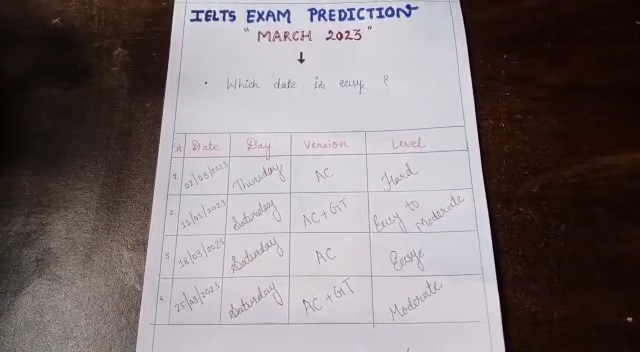 IELTS EXAM PREDICTION
"MARCH 2023"
↓
• Which date is easy ?
Sr Date Day Version Level
1. 02/03/2023 Thursday AC Hard
2. 11/03/2023 Saturday AC+GT Easy to Moderate
3. 18/03/2023 Saturday AC Easy
4. 25/03/2023 Saturday AC+GT Moderate